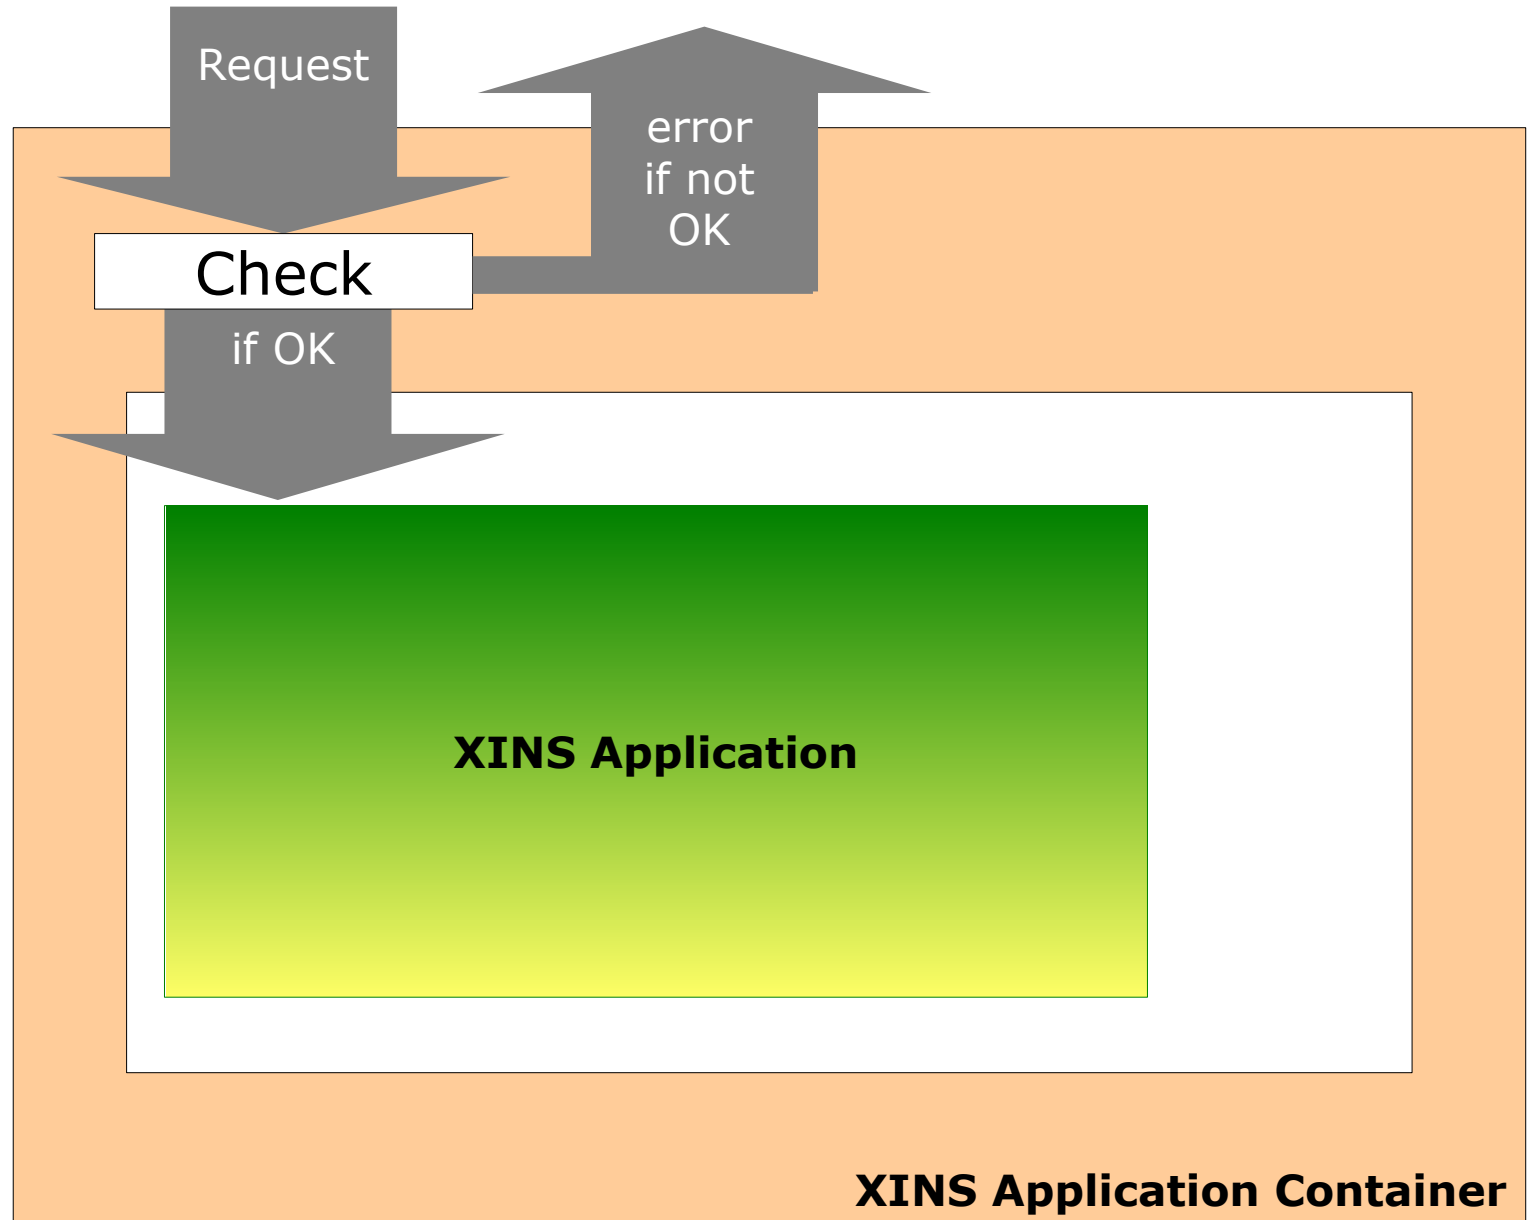 Request
error
if not
OK
Check
if OK
XINS Application
XINS Application Container